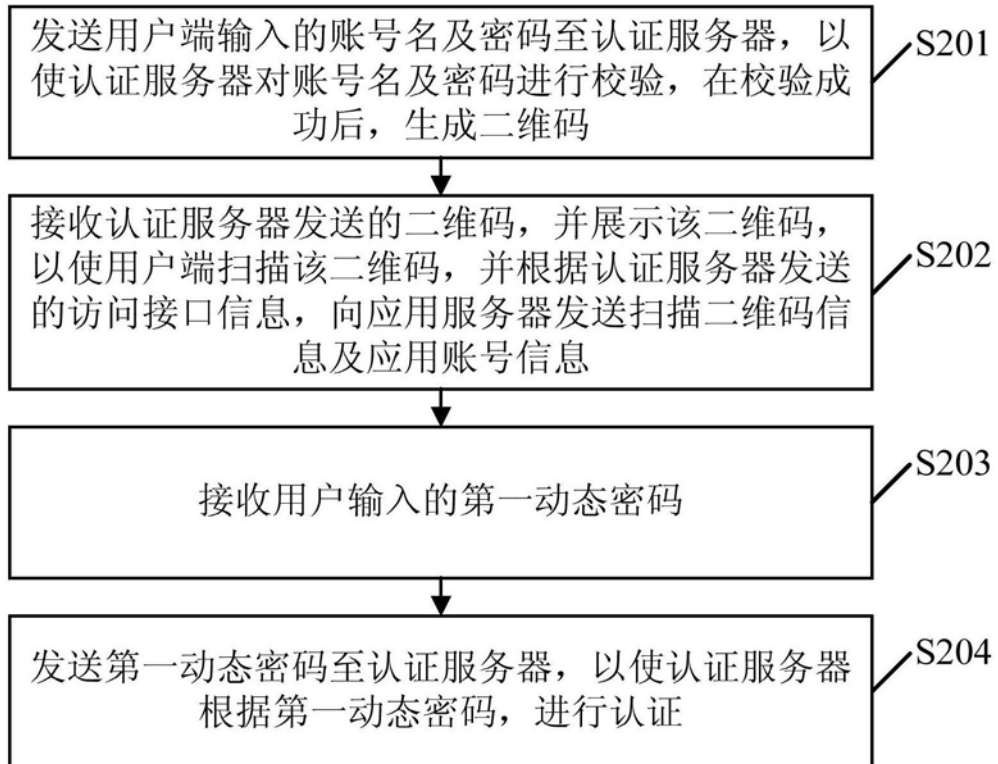 发送用户端输入的账号名及密码至认证服务器，以
使认证服务器对账号名及密码进行校验，在校验成
功后，生成二维码
S201
接收认证服务器发送的二维码，并展示该二维码，
以使用户端扫描该二维码，并根据认证服务器发送
的访问接口信息，向应用服务器发送扫描二维码信
息及应用账号信息
S202
接收用户输入的第一动态密码
S203
发送第一动态密码至认证服务器，以使认证服务器
根据第一动态密码，进行认证
S204